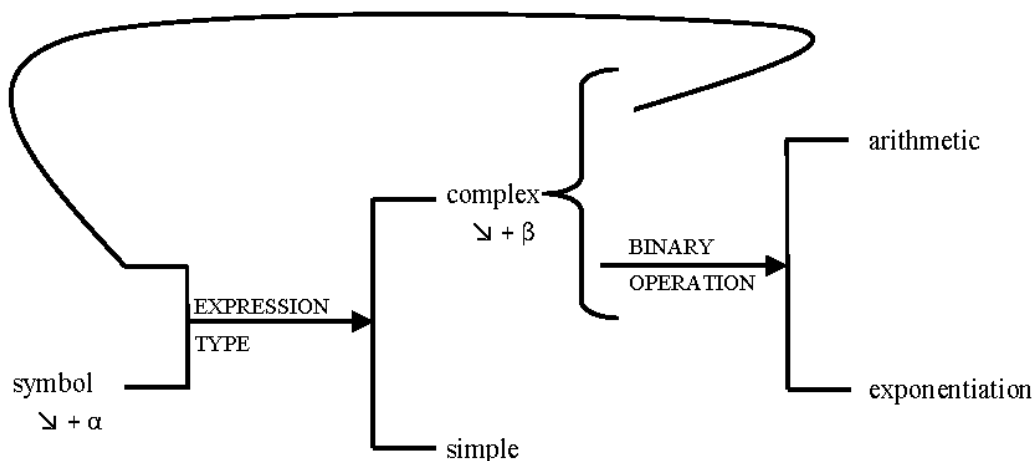 arithmetic
complex
↘ + β
BINARY
OPERATION
EXPRESSION
TYPE
symbol
↘ + α
exponentiation
simple